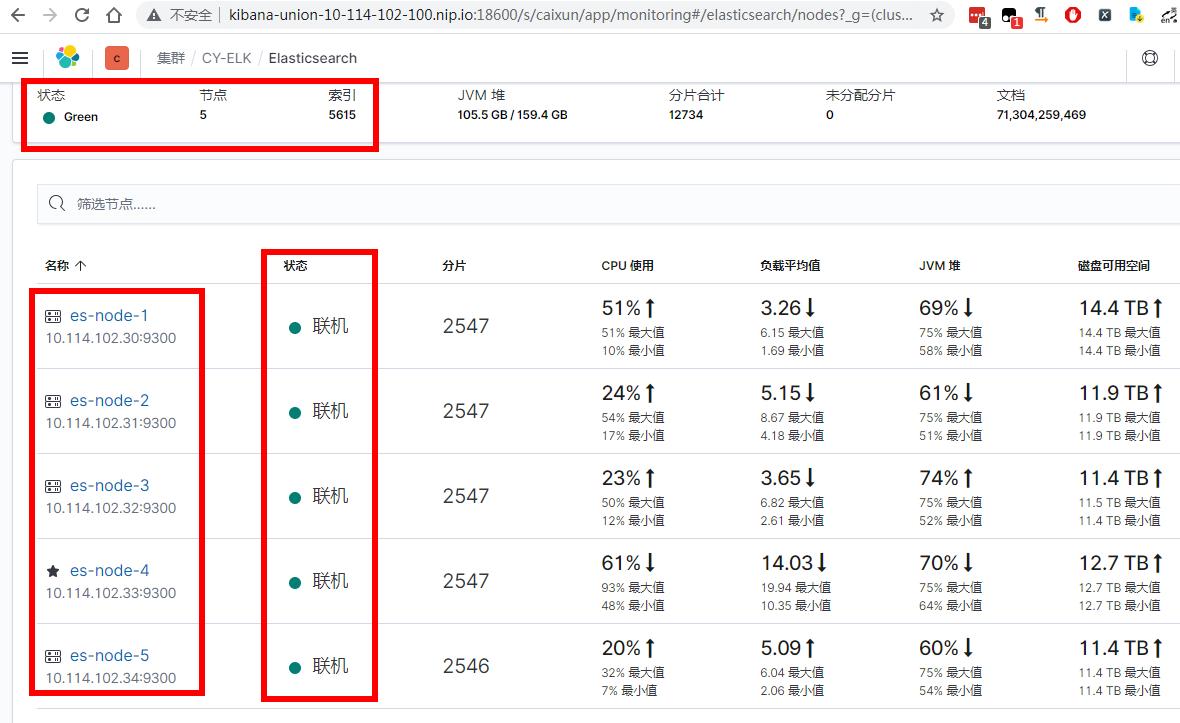 不安全 kibana-union-10-114-102-100.nip.io:18600/s/caixun/app/monitoring#/elasticsearch/nodes?_g=(clus...
4 1 X en
c 集群 / CY-ELK / Elasticsearch
状态 节点 索引 JVM 堆 分片合计 未分配分片 文档
Green 5 5615 105.5 GB / 159.4 GB 12734 0 71,304,259,469
筛选节点......
名称 ↑ 状态 分片 CPU 使用 负载平均值 JVM 堆 磁盘可用空间
es-node-1 联机 2547 51% ↑ 3.26 ↓ 69% ↓ 14.4 TB ↑
10.114.102.30:9300 51% 最大值 6.15 最大值 75% 最大值 14.4 TB 最大值
10% 最小值 1.69 最小值 58% 最小值 14.4 TB 最小值
es-node-2 联机 2547 24% ↑ 5.15 ↓ 61% ↓ 11.9 TB ↑
10.114.102.31:9300 54% 最大值 8.67 最大值 75% 最大值 11.9 TB 最大值
17% 最小值 4.18 最小值 51% 最小值 11.9 TB 最小值
es-node-3 联机 2547 23% ↑ 3.65 ↓ 74% ↑ 11.4 TB ↑
10.114.102.32:9300 50% 最大值 6.82 最大值 75% 最大值 11.5 TB 最大值
12% 最小值 2.61 最小值 52% 最小值 11.4 TB 最小值
es-node-4 联机 2547 61% ↓ 14.03 ↓ 70% ↓ 12.7 TB ↑
10.114.102.33:9300 93% 最大值 19.94 最大值 75% 最大值 12.7 TB 最大值
48% 最小值 10.35 最小值 64% 最小值 12.7 TB 最小值
es-node-5 联机 2546 20% ↑ 5.09 ↑ 60% ↓ 11.4 TB ↑
10.114.102.34:9300 32% 最大值 6.04 最大值 75% 最大值 11.4 TB 最大值
7% 最小值 2.06 最小值 54% 最小值 11.4 TB 最小值